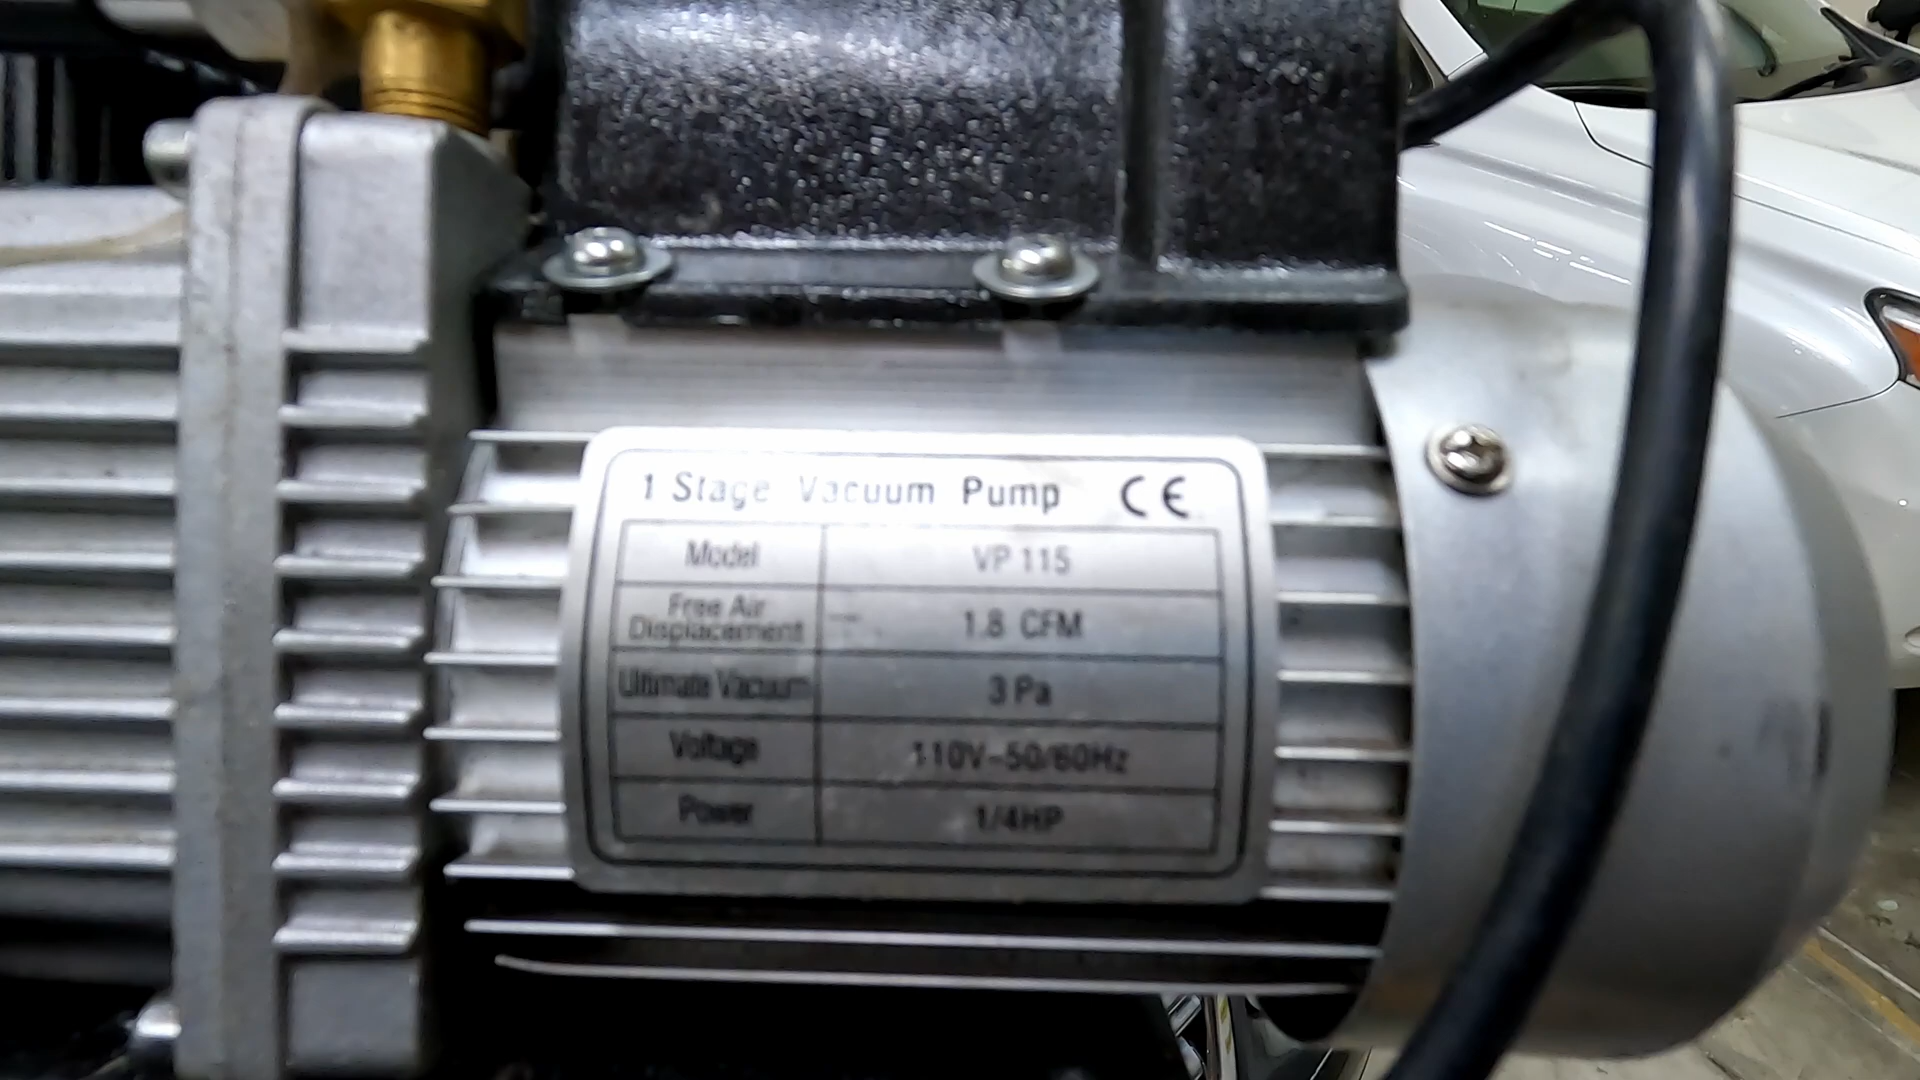 1 Stage Vacuum Pump CE
Model VP 115
Free Air
Displacement 1.8 CFM
Ultimate Vacuum 3 Pa
Voltage 110V~50/60Hz
Power 1/4HP